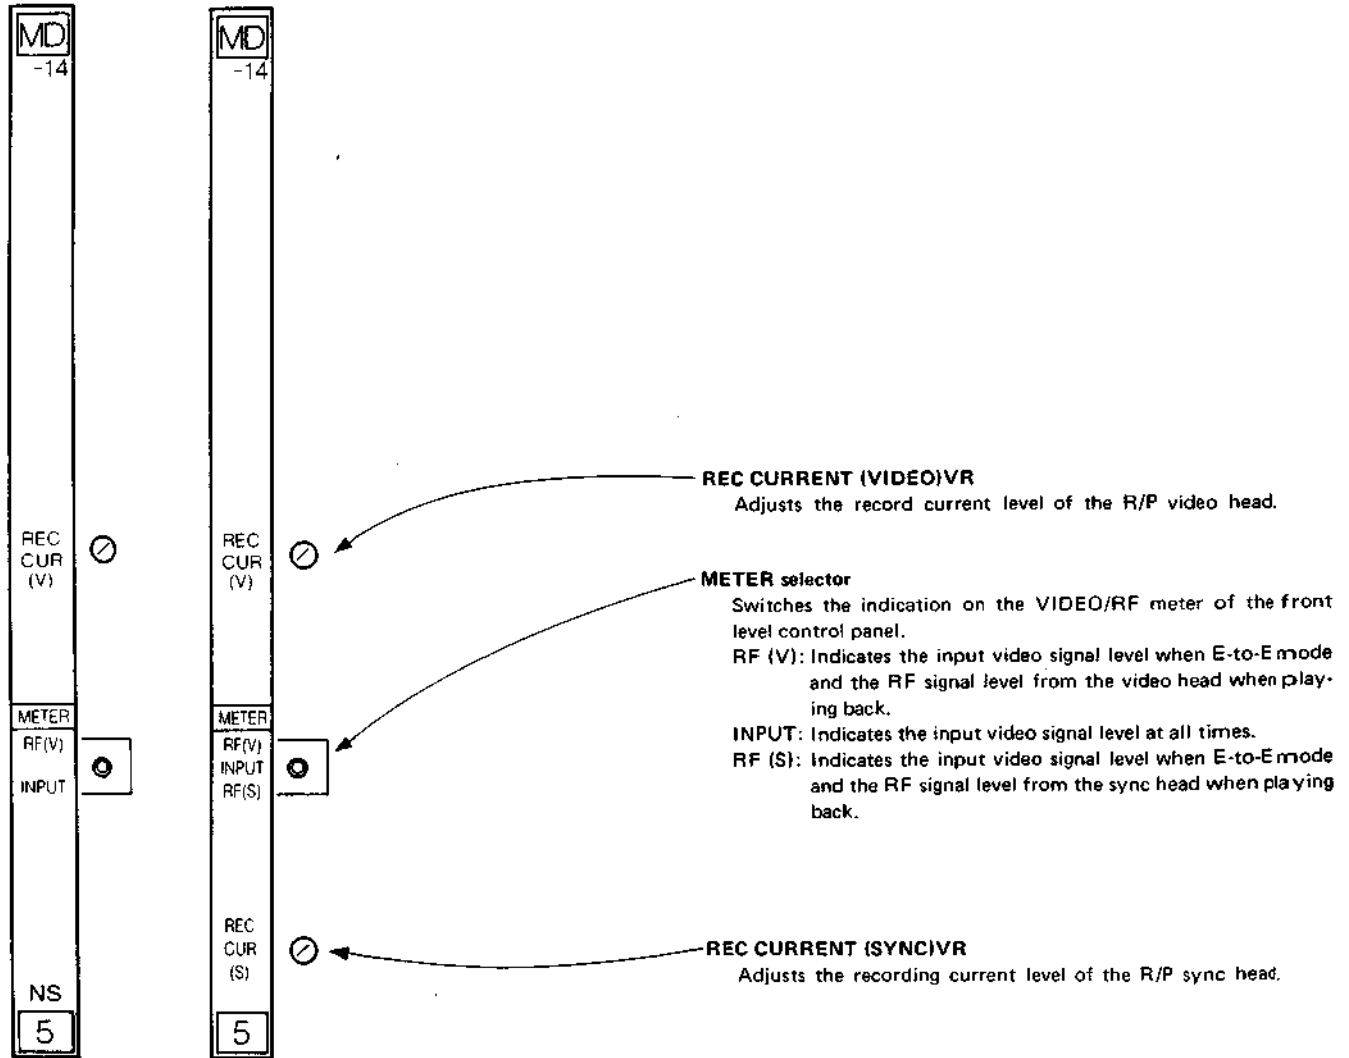 MD
-14
REC
CUR
(V)
METER
RF(V)
INPUT
NS
5
MD
-14
REC
CUR
(V)
METER
RF(V)
INPUT
RF(S)
REC
CUR
(S)
5
REC CURRENT (VIDEO)VR
Adjusts the record current level of the R/P video head.
METER selector
Switches the indication on the VIDEO/RF meter of the front
level control panel.
RF (V): Indicates the input video signal level when E-to-E mode
and the RF signal level from the video head when play-
ing back.
INPUT: Indicates the input video signal level at all times.
RF (S): Indicates the input video signal level when E-to-E mode
and the RF signal level from the sync head when playing
back.
REC CURRENT (SYNC)VR
Adjusts the recording current level of the R/P sync head.